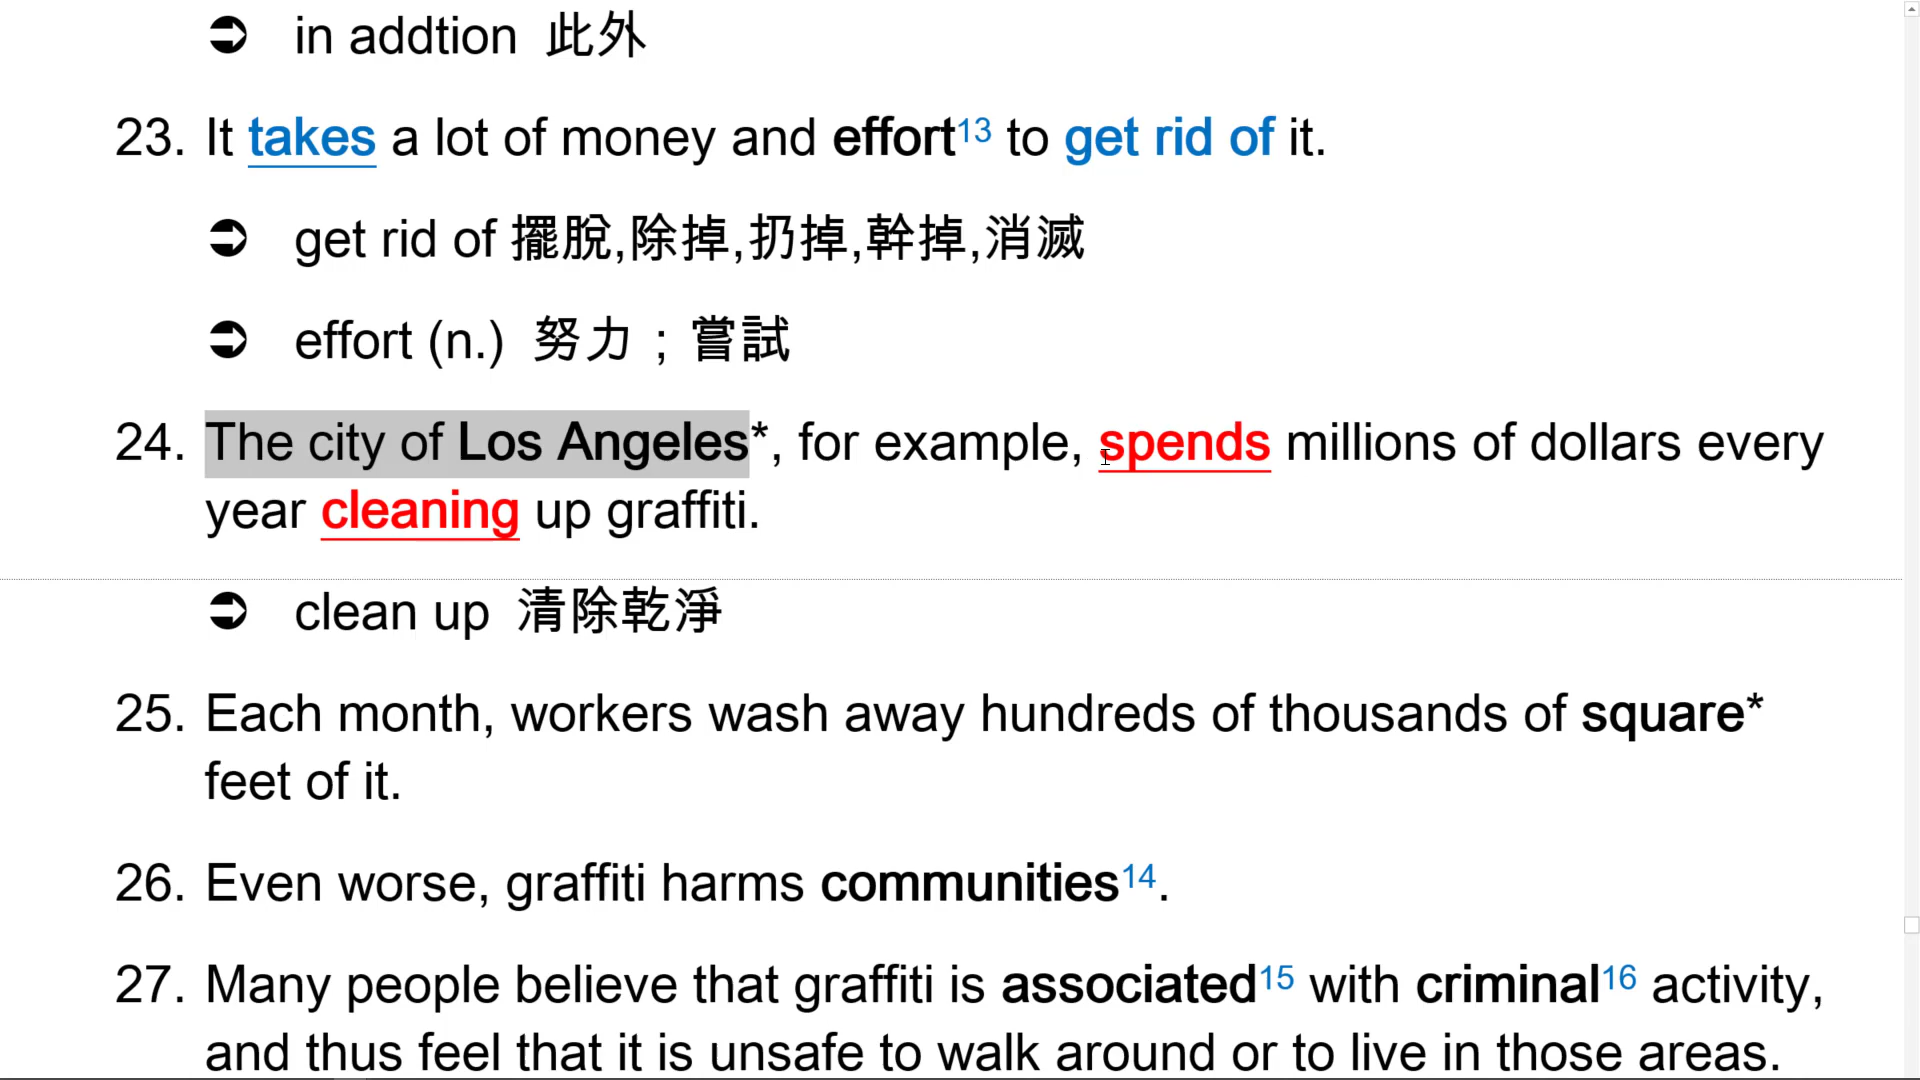 ➲ in addtion 此外
23. It takes a lot of money and effort13 to get rid of it.
➲ get rid of 擺脫,除掉,扔掉,幹掉,消滅
➲ effort (n.) 努力；嘗試
24. The city of Los Angeles*, for example, spends millions of dollars every
year cleaning up graffiti.
➲ clean up 清除乾淨
25. Each month, workers wash away hundreds of thousands of square*
feet of it.
26. Even worse, graffiti harms communities14.
27. Many people believe that graffiti is associated15 with criminal16 activity,
and thus feel that it is unsafe to walk around or to live in those areas.